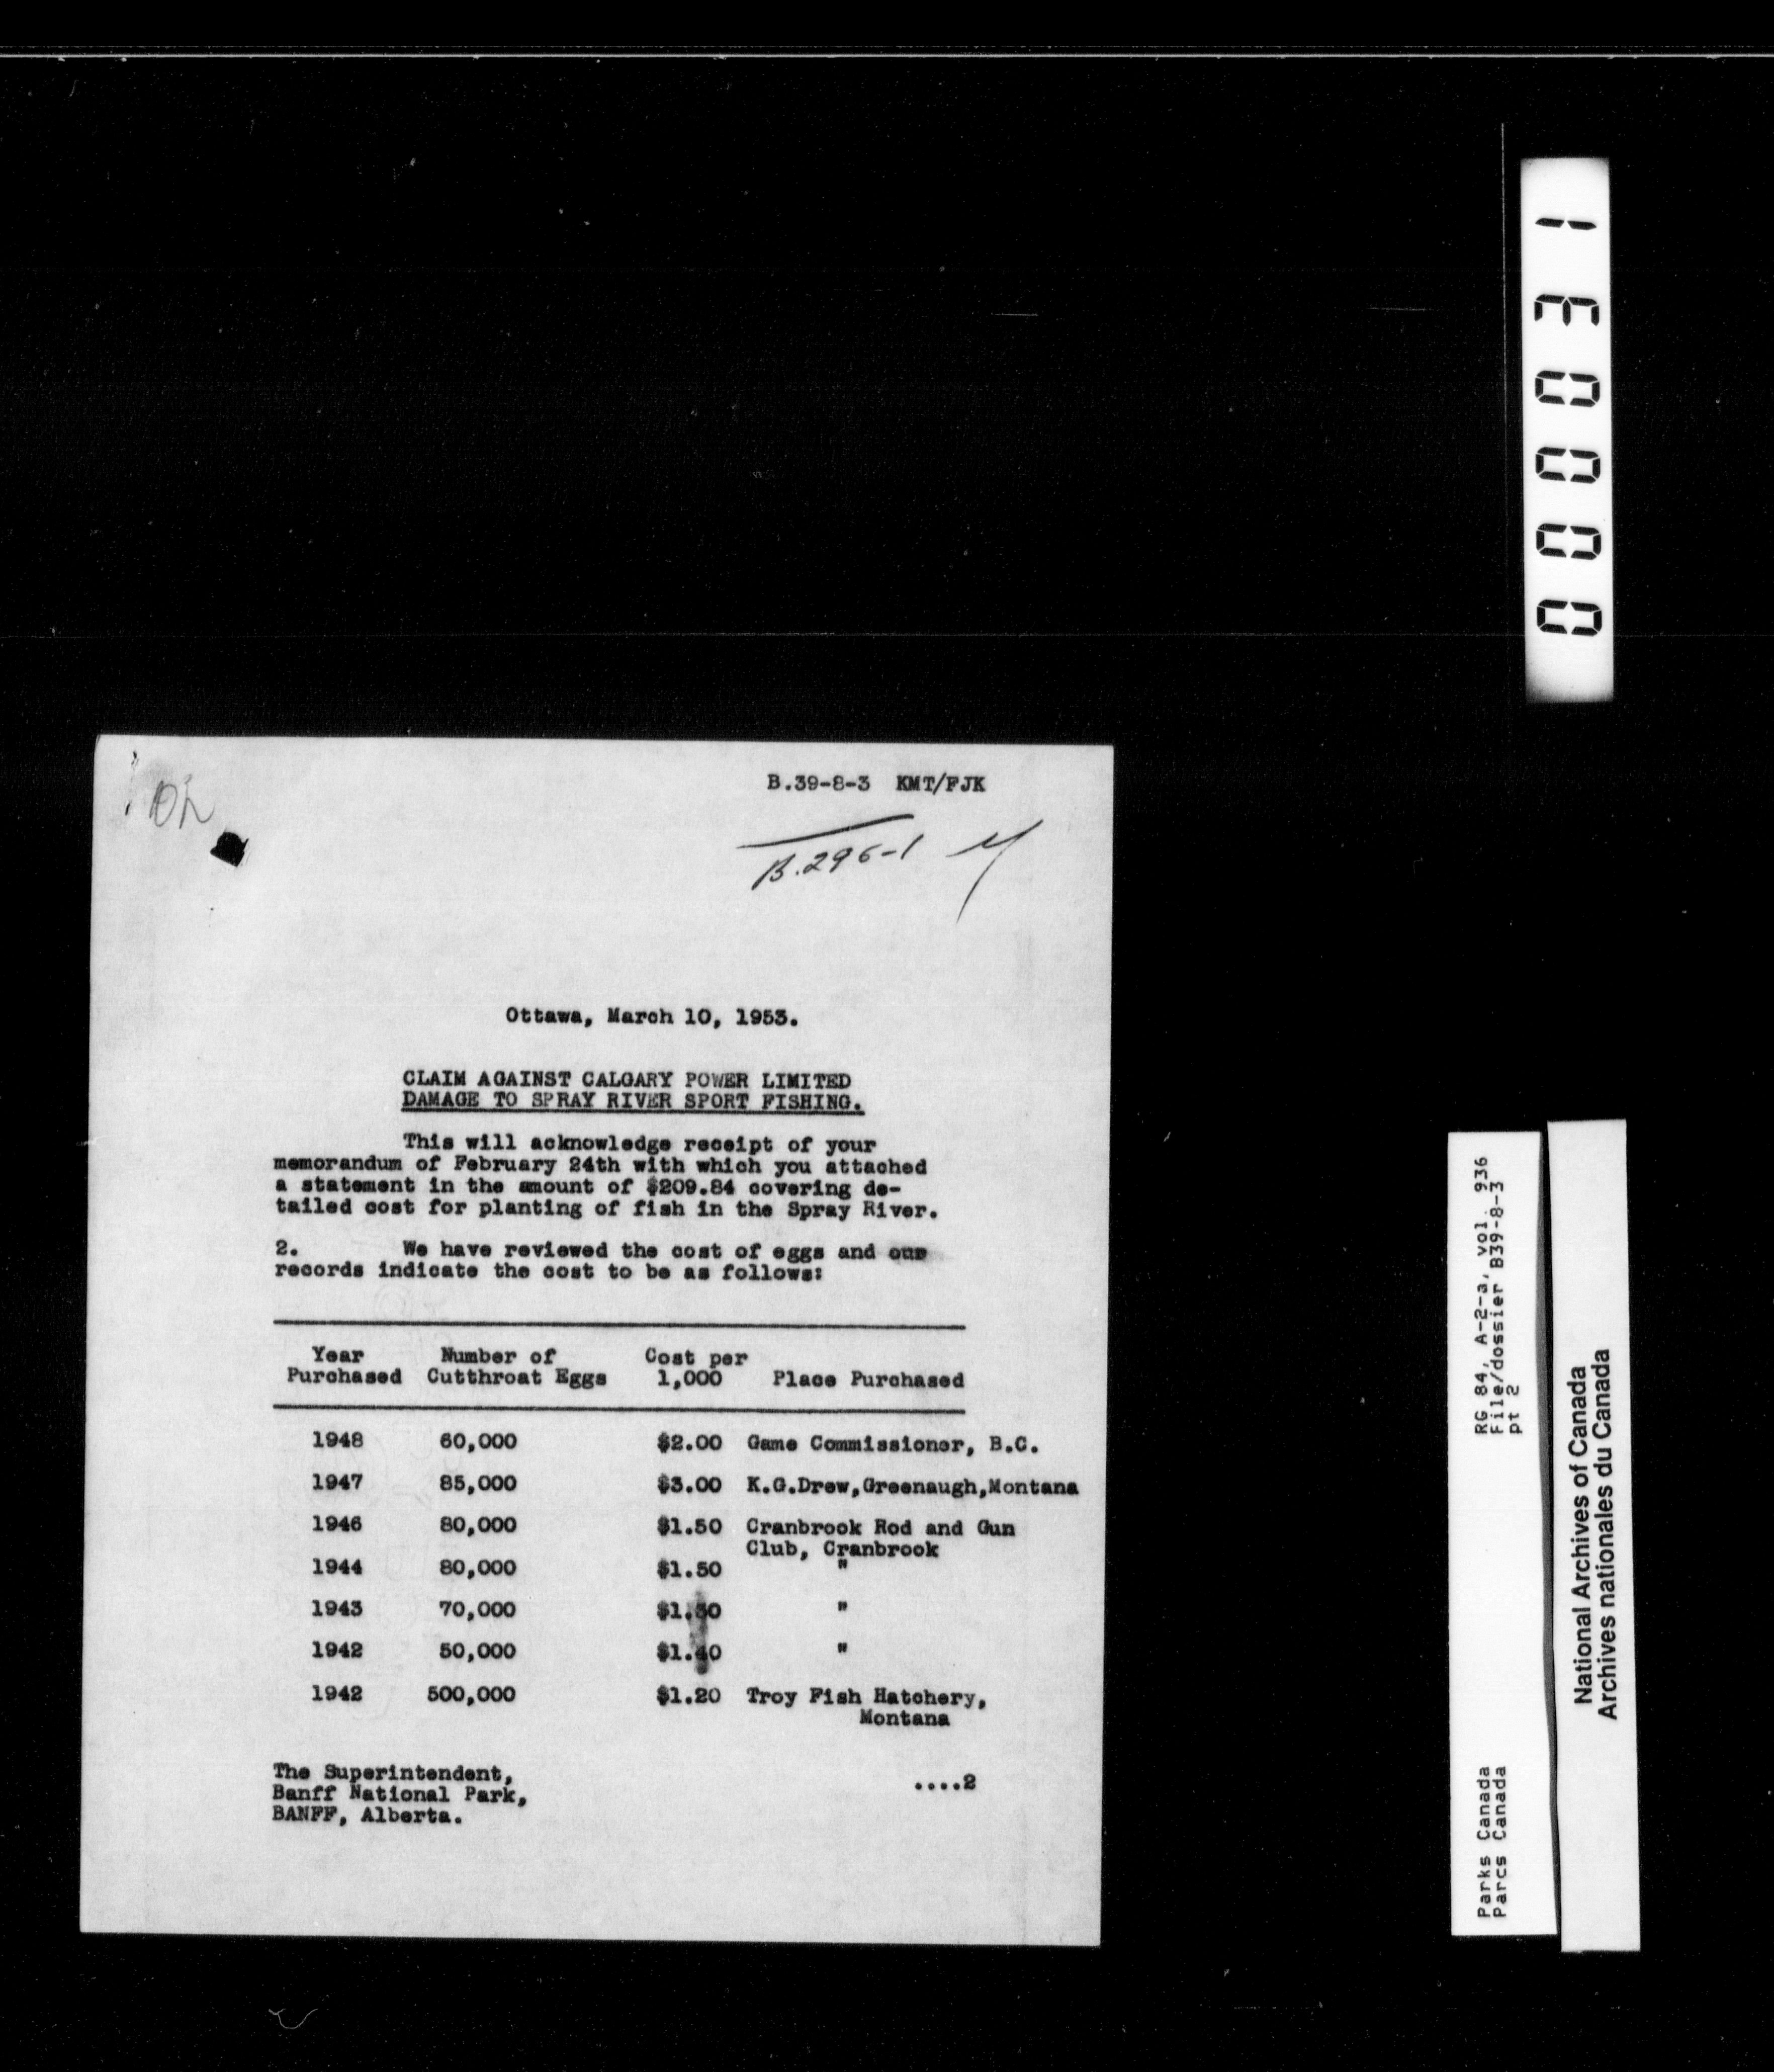 000031
B.39-8-3 KMT/FJK
B.296-1
Ottawa, March 10, 1953.
CLAIM AGAINST CALGARY POWER LIMITED
DAMAGE TO SPRAY RIVER SPORT FISHING.
This will acknowledge receipt of your
memorandum of February 24th with which you attached
a statement in the amount of $209.84 covering de-
tailed cost for planting of fish in the Spray River.
2. We have reviewed the cost of eggs and our
records indicate the cost to be as follows:
Year Number of Cost per
Purchased Cutthroat Eggs 1,000 Place Purchased
1948 60,000 $2.00 Game Commissioner, B.C.
1947 85,000 $3.00 K.G.Drew,Greenaugh,Montana
1946 80,000 $1.50 Cranbrook Rod and Gun
Club, Cranbrook
1944 80,000 $1.50 "
1943 70,000 "
1942 50,000 $1.40 "
1942 500,000 $1.20 Troy Fish Hatchery,
Montana
The Superintendent,
Banff National Park,
BANFF, Alberta.
....2
RG 84, A-2-a, vol. 936
File/dossier B39-8-3
pt 2
Parks Canada
Parcs Canada
National Archives of Canada
Archives nationales du Canada